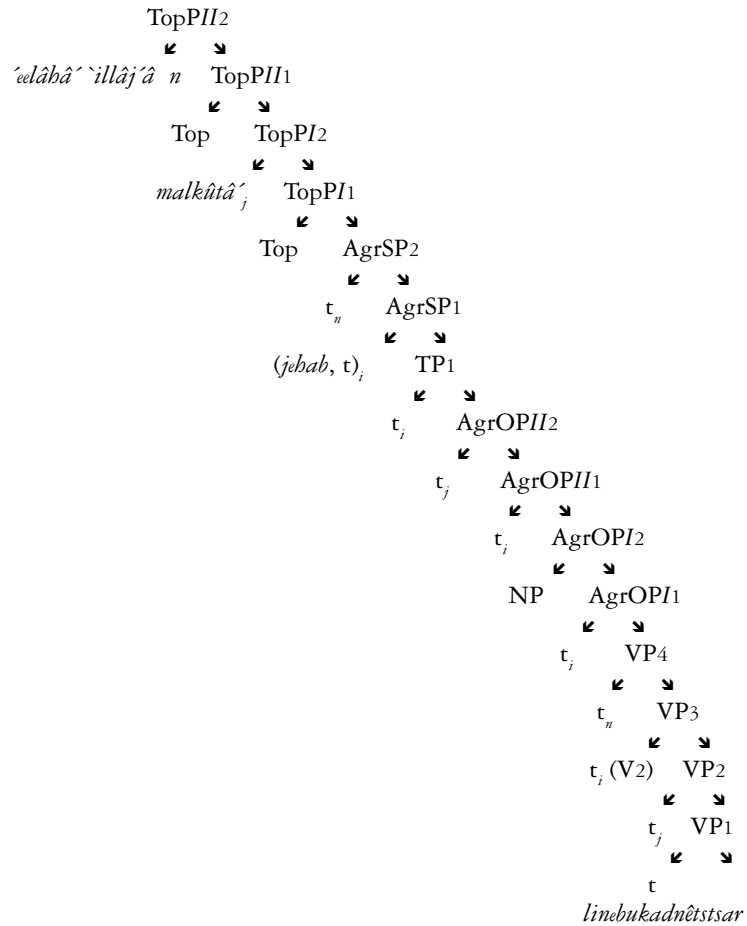 TopPII2
´eelâhâ´ `illâj´â n TopPII1
Top TopPI2
malkûtâ´j TopPI1
Top AgrSP2
tn AgrSP1
(jehab, t)i TP1
ti AgrOPII2
tj AgrOPII1
ti AgrOPI2
NP AgrOPI1
ti VP4
tn VP3
ti (V2) VP2
tj VP1
t
linebukadnêtstsar